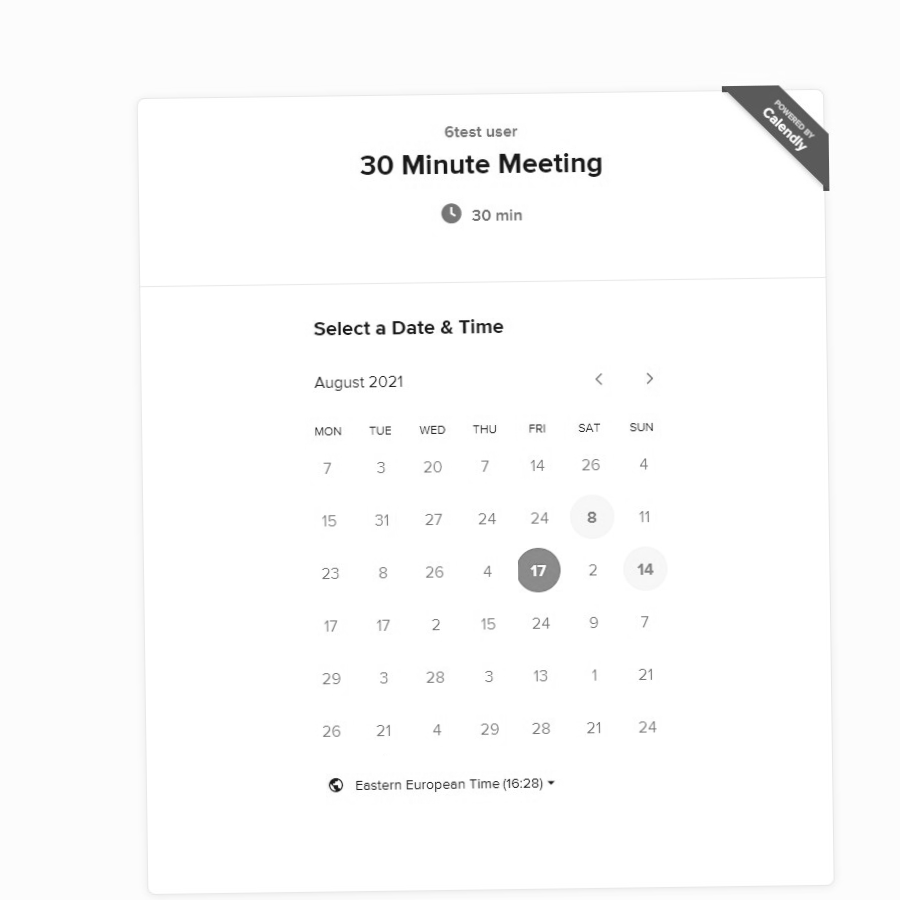 POWERED BY
Calendly
6test user
30 Minute Meeting
30 min
Select a Date & Time
August 2021
MON TUE WED THU FRI SAT SUN
7 3 20 7 14 26 4
15 31 27 24 24 8 11
23 8 26 4 17 2 14
17 17 2 15 24 9 7
29 3 28 3 13 1 21
26 21 4 29 28 21 24
Eastern European Time (16:28)